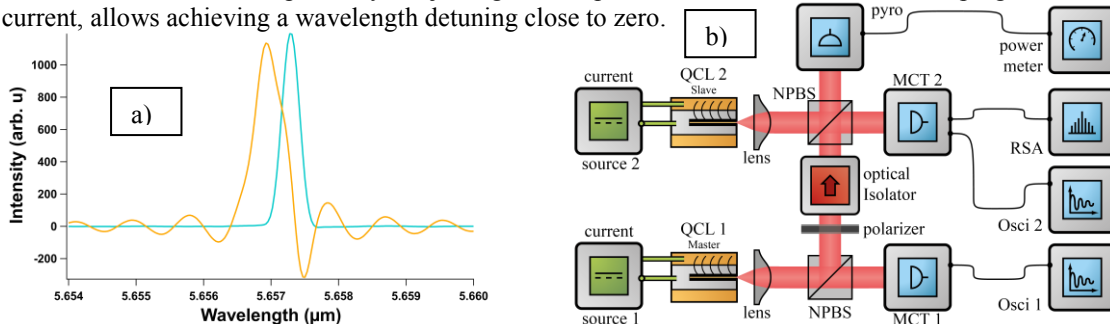 current, allows achieving a wavelength detuning close to zero.
a)
Intensity (arb. u)
1000
800
600
400
200
0
-200
5.654
5.655
5.656
5.657
5.658
5.659
5.660
Wavelength (µm)
b)
pyro
power
meter
current
QCL 2
Slave
NPBS
MCT 2
source 2
lens
RSA
optical
Isolator
Osci 2
polarizer
current
QCL 1
Master
source 1
lens
NPBS
MCT 1
Osci 1